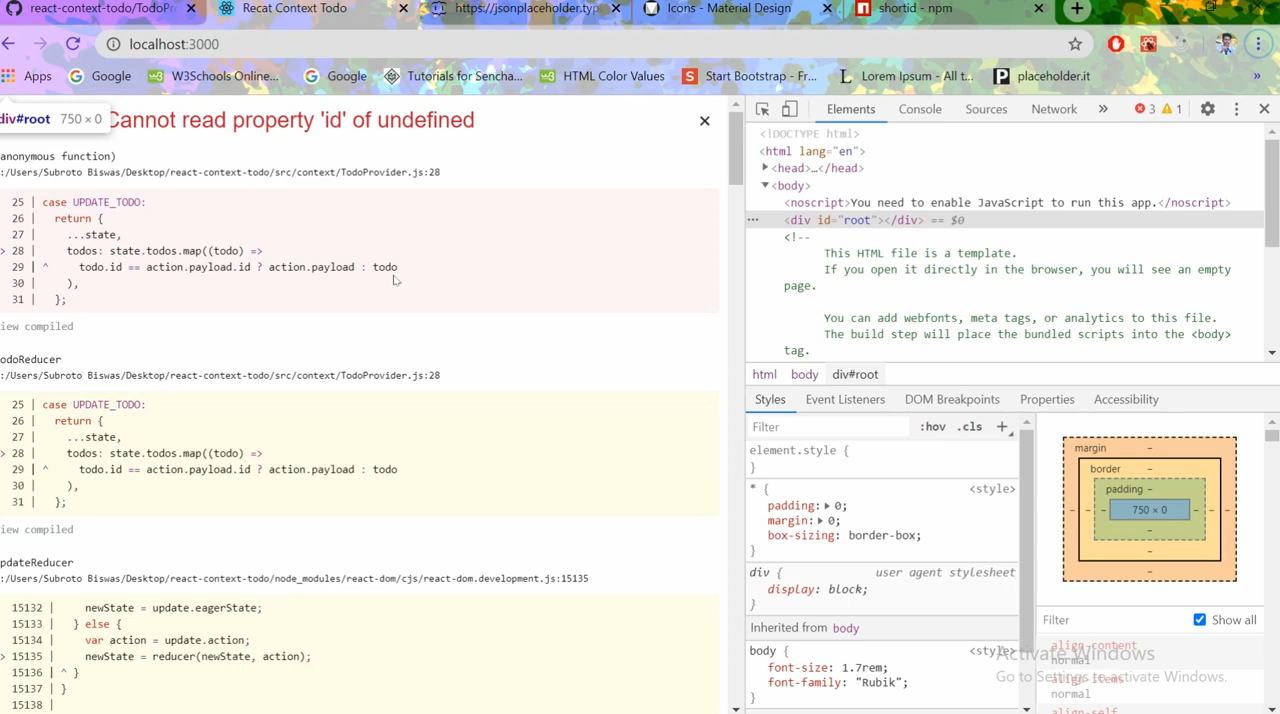 react-context-todo/TodoPr
Recat Context Todo
https://jsonplaceholder.typ
Icons - Material Design
shortid - npm
localhost:3000
Apps
Google
W3Schools Online...
Google
Tutorials for Sencha...
HTML Color Values
Start Bootstrap - Fr...
Lorem Ipsum - All t...
placeholder.it
»
div#root 750 × 0
Cannot read property 'id' of undefined
anonymous function)
:/Users/Subroto Biswas/Desktop/react-context-todo/src/context/TodoProvider.js:28
25 | case UPDATE_TODO:
26 | return {
27 | ...state,
> 28 | todos: state.todos.map((todo) =>
29 | ^ todo.id == action.payload.id ? action.payload : todo
30 | ),
31 | };
iew compiled
odoReducer
:/Users/Subroto Biswas/Desktop/react-context-todo/src/context/TodoProvider.js:28
25 | case UPDATE_TODO:
26 | return {
27 | ...state,
> 28 | todos: state.todos.map((todo) =>
29 | ^ todo.id == action.payload.id ? action.payload : todo
30 | ),
31 | };
iew compiled
pdateReducer
:/Users/Subroto Biswas/Desktop/react-context-todo/node_modules/react-dom/cjs/react-dom.development.js:15135
15132 | newState = update.eagerState;
15133 | } else {
15134 | var action = update.action;
> 15135 | newState = reducer(newState, action);
15136 | ^ }
15137 | }
15138 |
Elements
Console
Sources
Network
»
3
1
<!DOCTYPE html>
<html lang="en">
<head>…</head>
<body>
<noscript>You need to enable JavaScript to run this app.</noscript>
<div id="root"></div> == $0
<!--
This HTML file is a template.
If you open it directly in the browser, you will see an empty
page.
You can add webfonts, meta tags, or analytics to this file.
The build step will place the bundled scripts into the <body>
tag.
html body div#root
Styles
Event Listeners
DOM Breakpoints
Properties
Accessibility
Filter
:hov .cls +
element.style {
}
* { <style>
padding: 0;
margin: 0;
box-sizing: border-box;
}
div { user agent stylesheet
display: block;
}
Inherited from body
body { <style>
font-size: 1.7rem;
font-family: "Rubik";
}
margin –
border –
padding –
– – – 750 × 0 – – –
–
–
–
Filter
Show all
align-content
normal
align-items
normal
align-self
Activate Windows
Go to Settings to activate Windows.